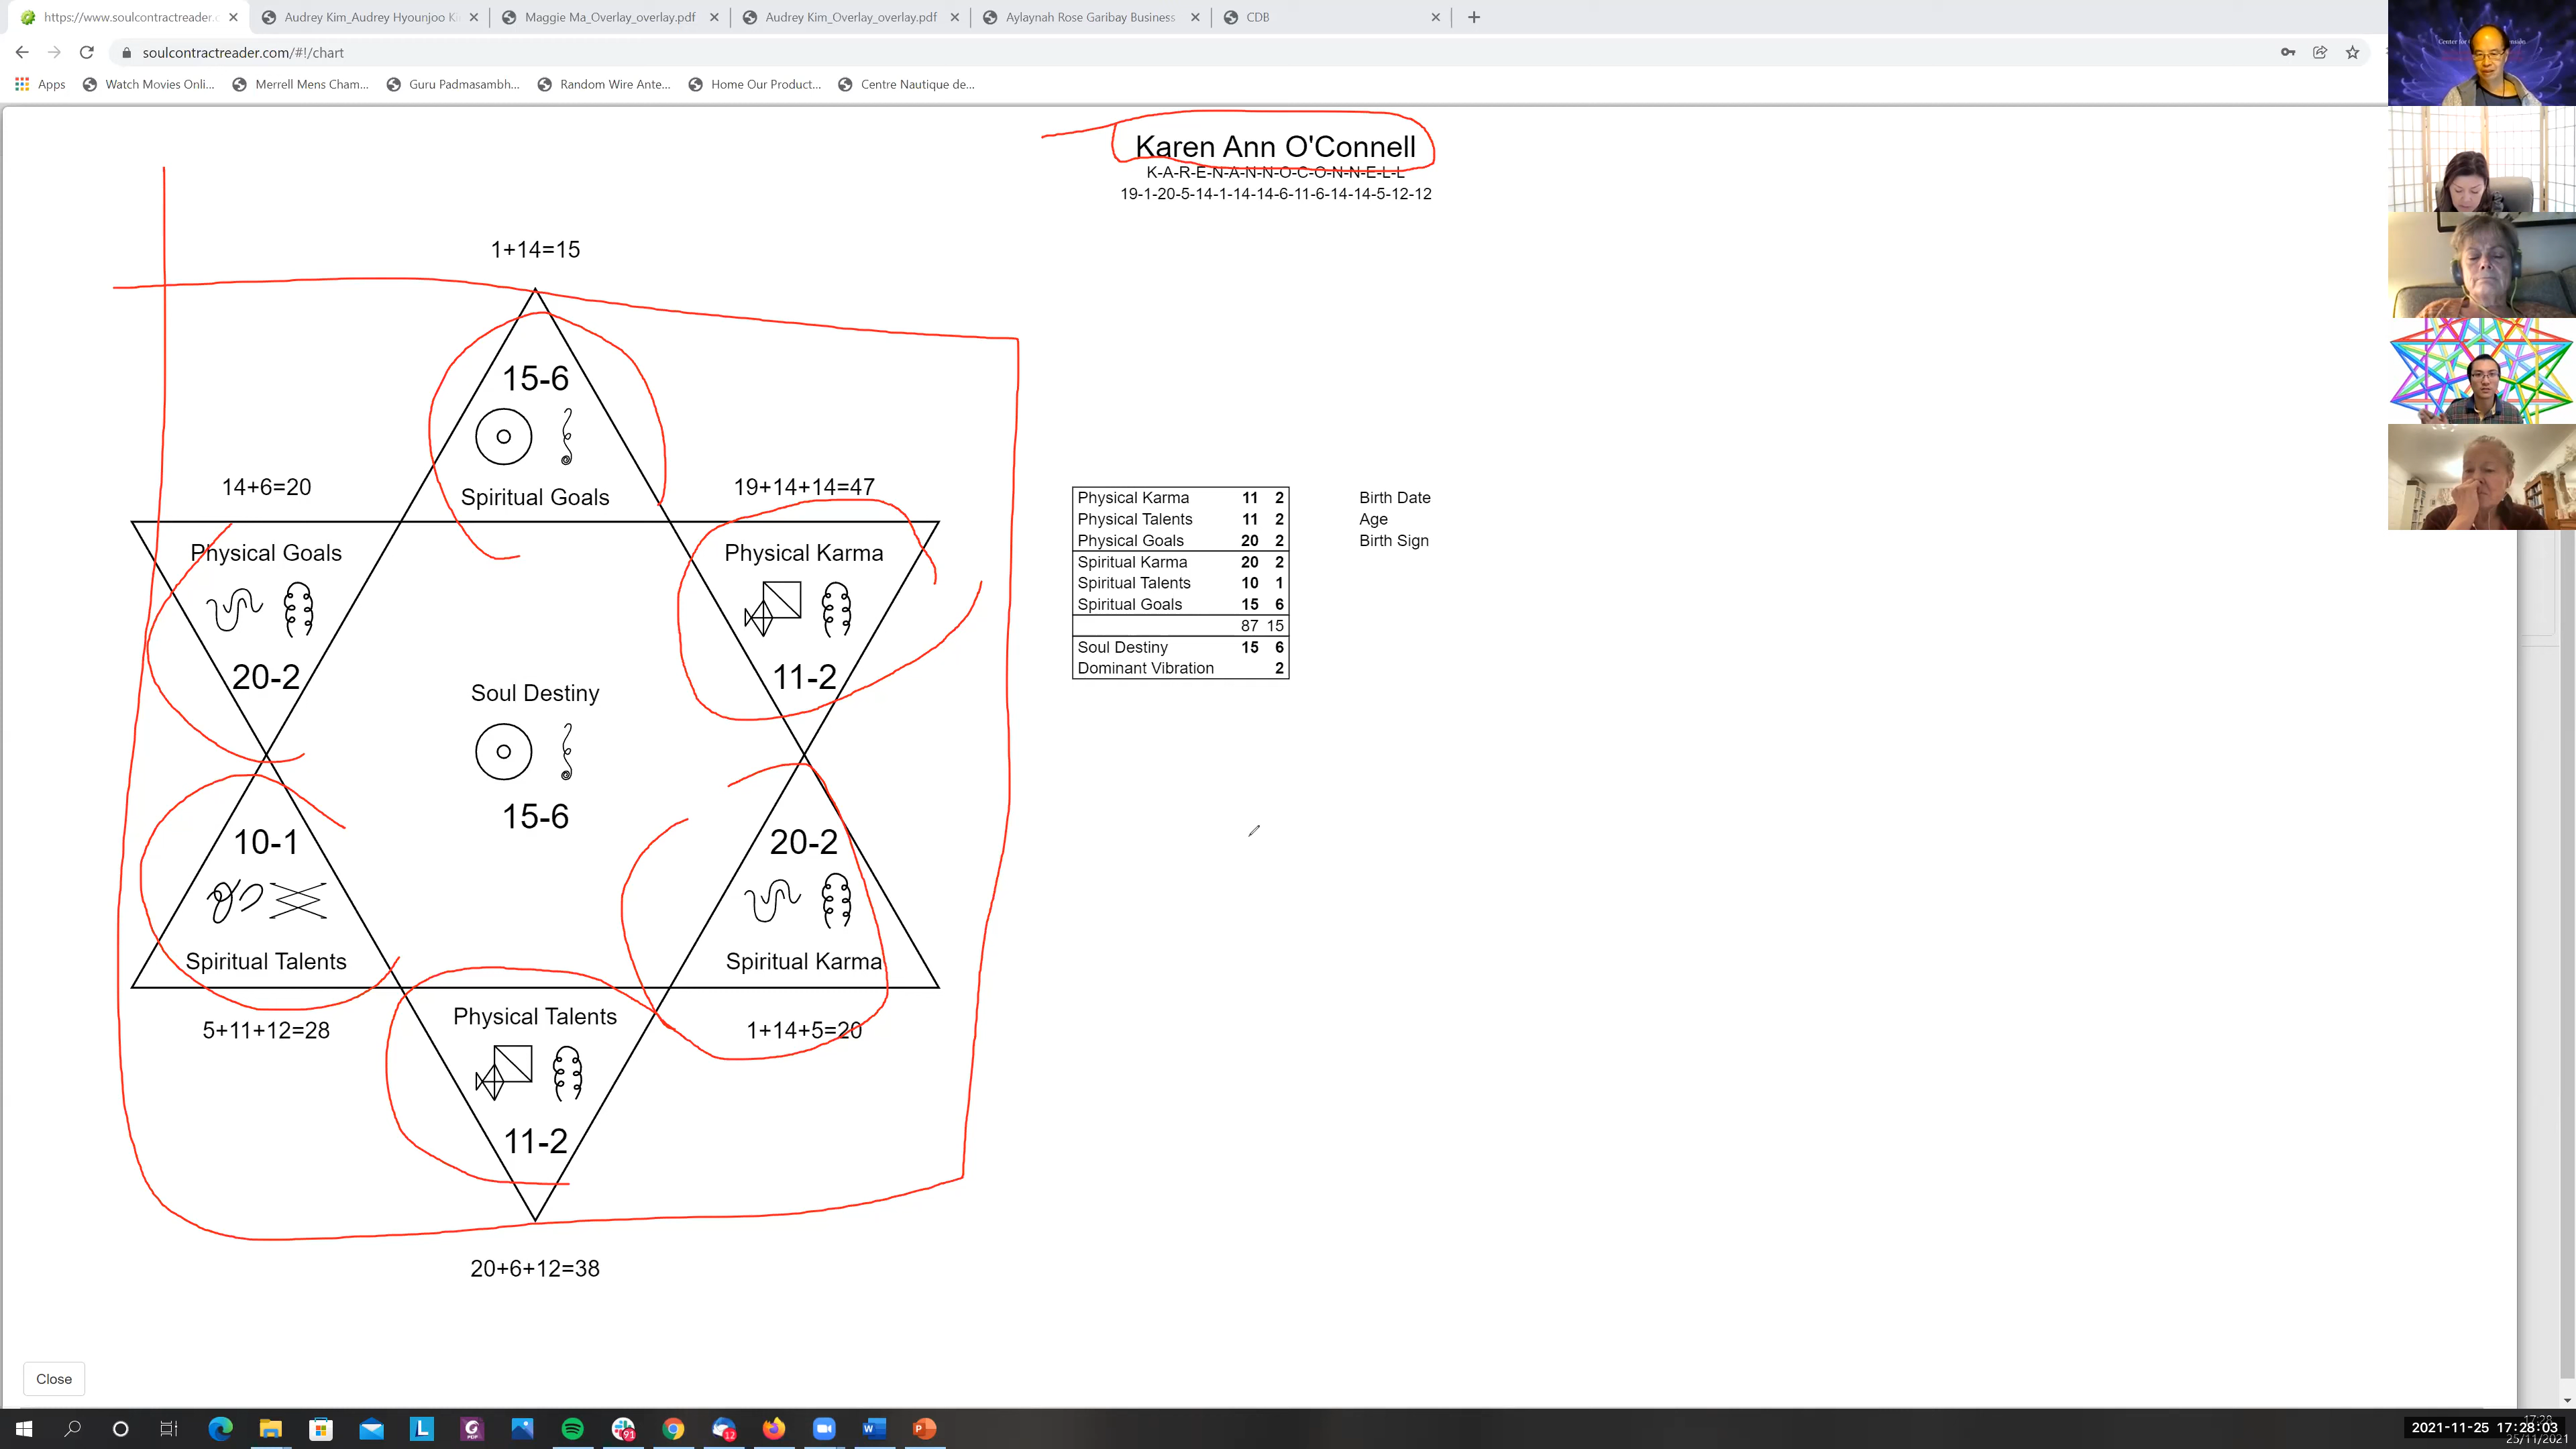 https://www.soulcontractreader.c
Audrey Kim_Audrey Hyounjoo Ki
Maggie Ma_Overlay_overlay.pdf
Audrey Kim_Overlay_overlay.pdf
Aylaynah Rose Garibay Business
CDB
soulcontractreader.com/#!/chart
Apps
Watch Movies Onli...
Merrell Mens Cham...
Guru Padmasambh...
Random Wire Ante...
Home Our Product...
Centre Nautique de...
Karen Ann O'Connell
K-A-R-E-N-A-N-N-O-C-O-N-N-E-L-L
19-1-20-5-14-1-14-14-6-11-6-14-14-5-12-12
1+14=15
15-6
Spiritual Goals
14+6=20
19+14+14=47
Physical Goals
20-2
Physical Karma
11-2
Soul Destiny
15-6
10-1
Spiritual Talents
5+11+12=28
20-2
Spiritual Karma
1+14+5=20
Physical Talents
11-2
20+6+12=38
Physical Karma 11 2
Physical Talents 11 2
Physical Goals 20 2
Spiritual Karma 20 2
Spiritual Talents 10 1
Spiritual Goals 15 6
87 15
Soul Destiny 15 6
Dominant Vibration 2
Birth Date
Age
Birth Sign
Close
91
12
17:28
2021-11-25 17:28:03
25/11/2021